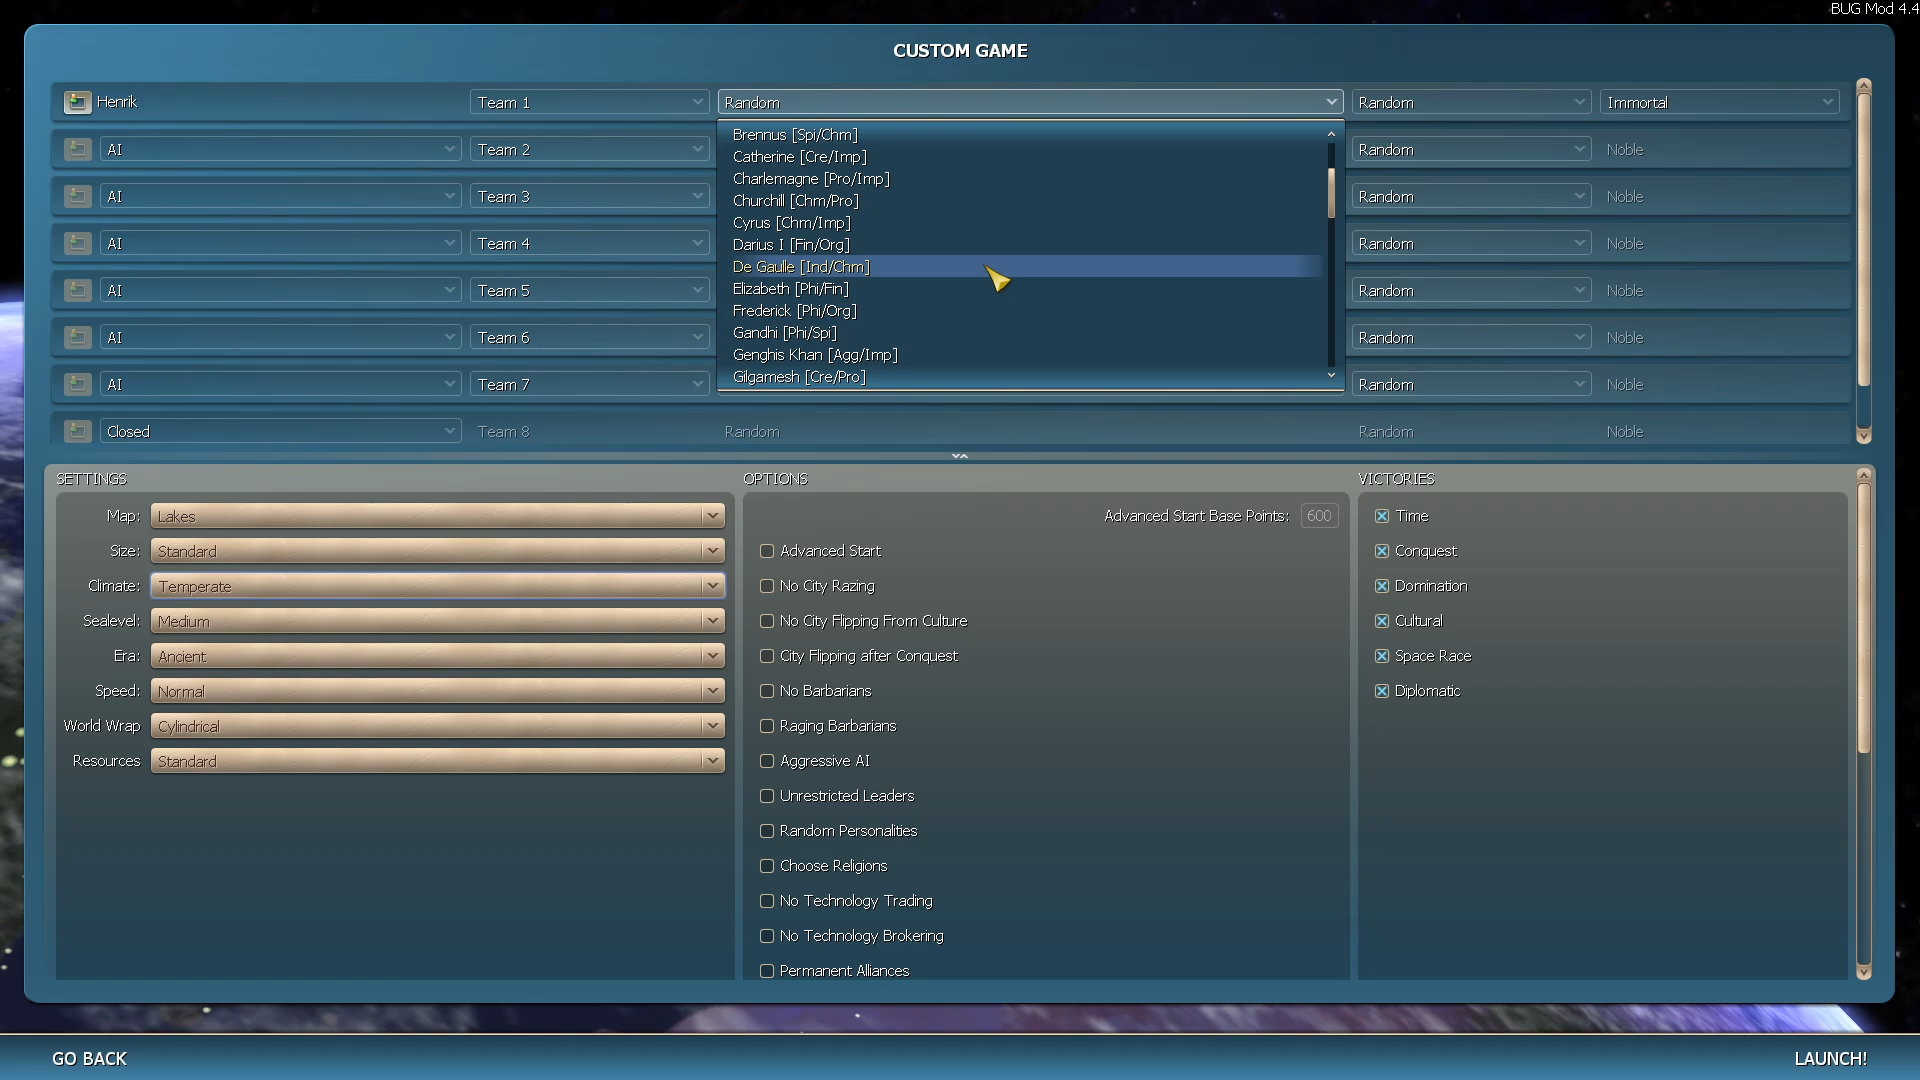 BUG Mod 4.4
CUSTOM GAME
Henrik Team 1 Random Random Immortal
Brennus [Spi/Chm]
AI Team 2 Random Noble
Catherine [Cre/Imp]
Charlemagne [Pro/Imp]
AI Team 3 Random Noble
Churchill [Chm/Pro]
Cyrus [Chm/Imp]
AI Team 4 Random Noble
Darius I [Fin/Org]
De Gaulle [Ind/Chm]
AI Team 5 Random Noble
Elizabeth [Phi/Fin]
Frederick [Phi/Org]
AI Team 6 Random Noble
Gandhi [Phi/Spi]
Genghis Khan [Agg/Imp]
AI Team 7 Random Noble
Gilgamesh [Cre/Pro]
Closed Team 8 Random Random Noble
SETTINGS
Map: Lakes
Size: Standard
Climate: Temperate
Sealevel: Medium
Era: Ancient
Speed: Normal
World Wrap Cylindrical
Resources Standard
OPTIONS
Advanced Start Base Points: 600
Advanced Start
No City Razing
No City Flipping From Culture
City Flipping after Conquest
No Barbarians
Raging Barbarians
Aggressive AI
Unrestricted Leaders
Random Personalities
Choose Religions
No Technology Trading
No Technology Brokering
Permanent Alliances
VICTORIES
Time
Conquest
Domination
Cultural
Space Race
Diplomatic
GO BACK
LAUNCH!